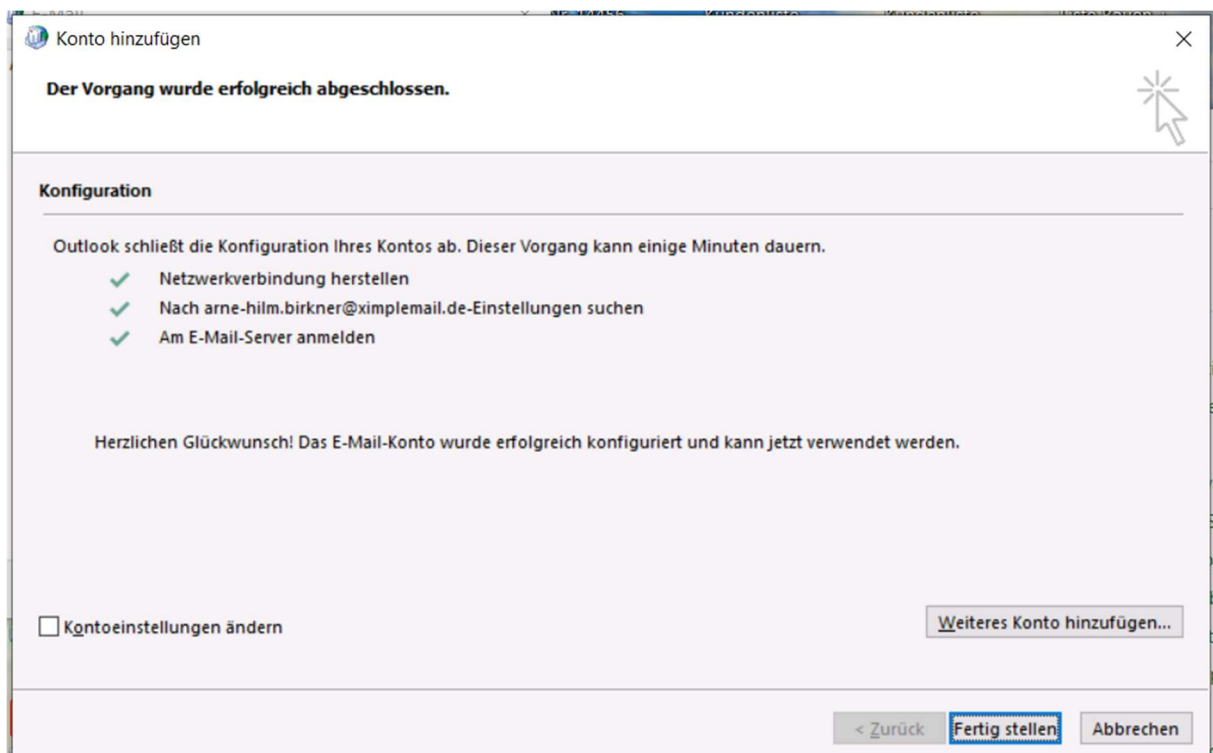 Konto hinzufügen
Der Vorgang wurde erfolgreich abgeschlossen.
Konfiguration
Outlook schließt die Konfiguration Ihres Kontos ab. Dieser Vorgang kann einige Minuten dauern.
Netzwerkverbindung herstellen
Nach arne-hilm.birkner@ximplemail.de-Einstellungen suchen
Am E-Mail-Server anmelden
Herzlichen Glückwunsch! Das E-Mail-Konto wurde erfolgreich konfiguriert und kann jetzt verwendet werden.
Kontoeinstellungen ändern
Weiteres Konto hinzufügen...
< Zurück Fertig stellen Abbrechen